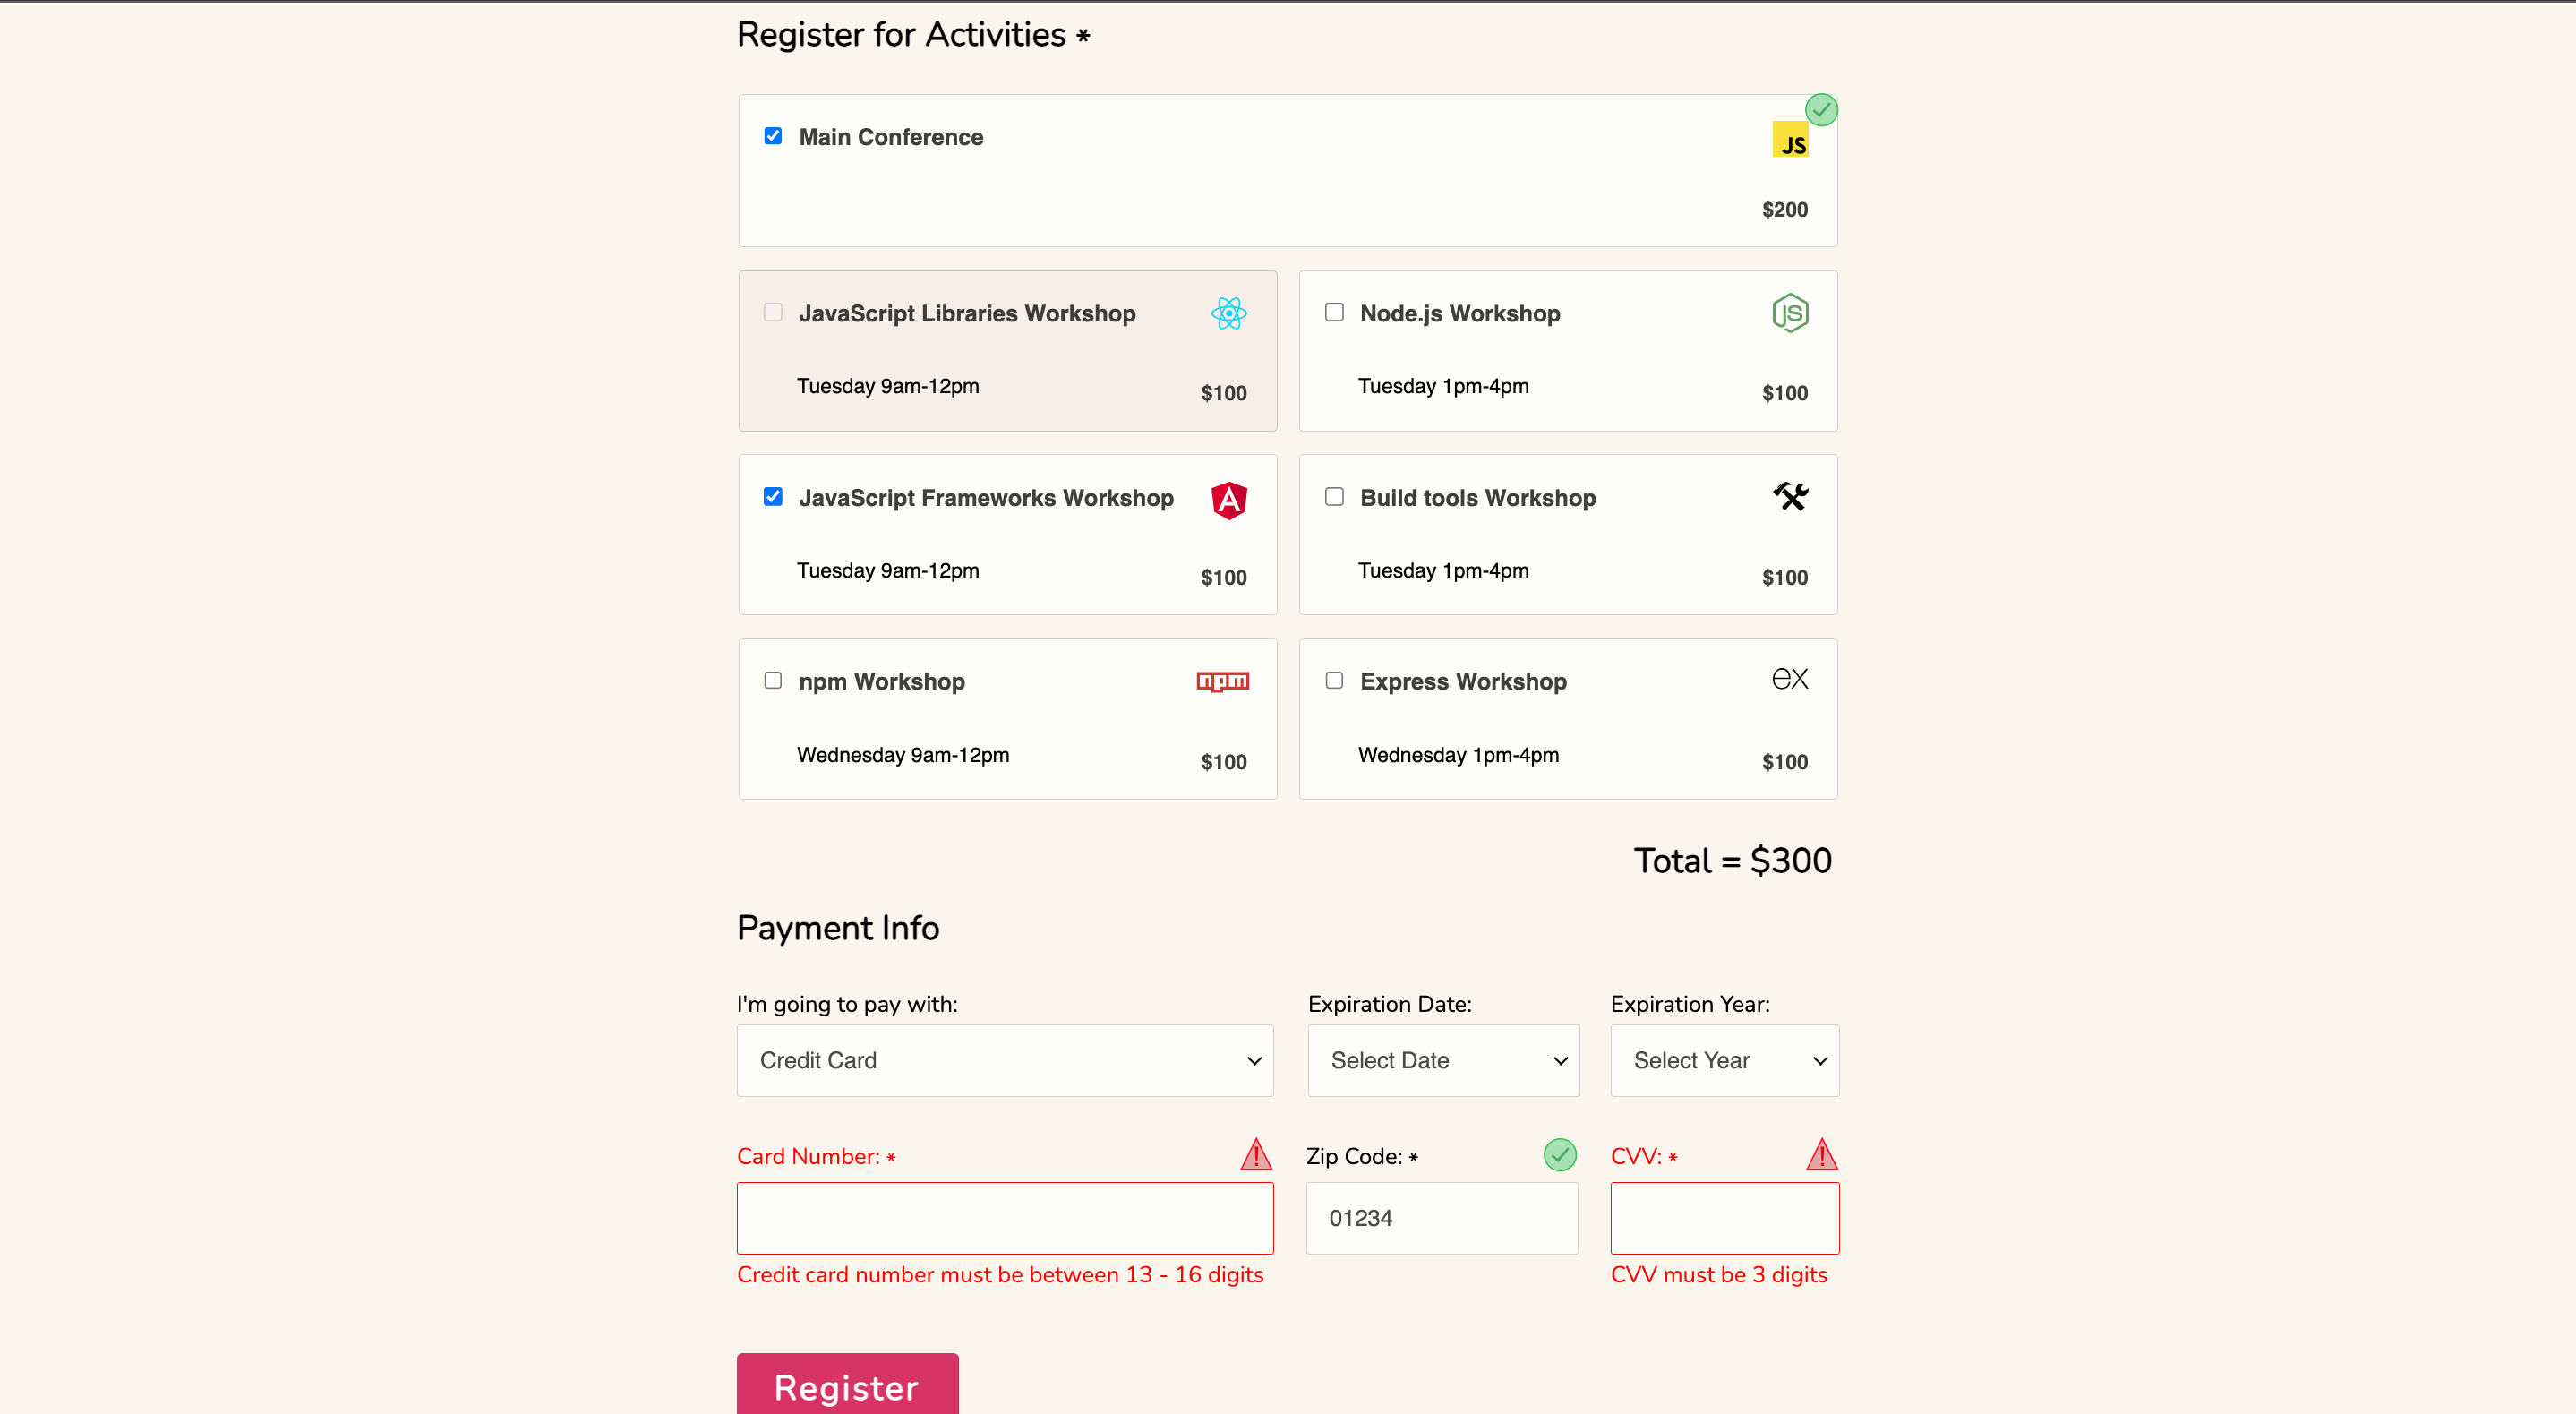 Register for Activities *
Main Conference
JS
$200
JavaScript Libraries Workshop
Tuesday 9am-12pm
$100
Node.js Workshop
JS
Tuesday 1pm-4pm
$100
JavaScript Frameworks Workshop
A
Tuesday 9am-12pm
$100
Build tools Workshop
Tuesday 1pm-4pm
$100
npm Workshop
npm
Wednesday 9am-12pm
$100
Express Workshop
ex
Wednesday 1pm-4pm
$100
Total = $300
Payment Info
I'm going to pay with:
Credit Card
Expiration Date:
Select Date
Expiration Year:
Select Year
Card Number: *
Credit card number must be between 13 - 16 digits
Zip Code: *
01234
CVV: *
CVV must be 3 digits
Register